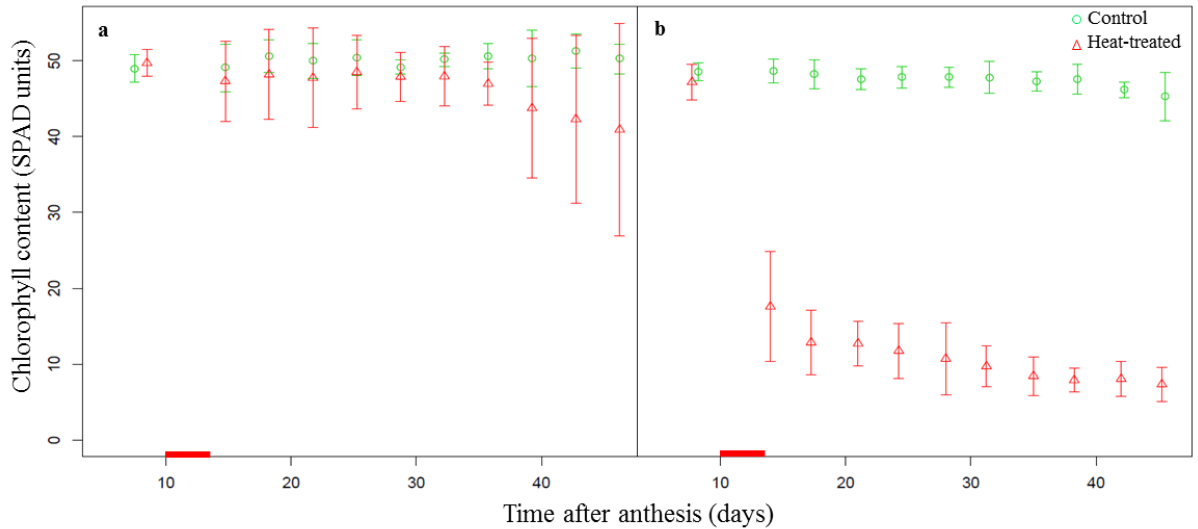 a
b
Control
Heat-treated
Chlorophyll content (SPAD units)
50
40
30
20
10
0
10 20 30 40 10 20 30 40
Time after anthesis (days)